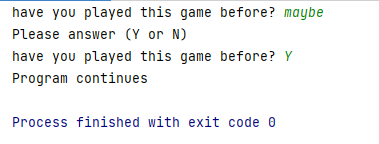 have you played this game before? maybe
Please answer (Y or N)
have you played this game before? Y
Program continues
Process finished with exit code 0